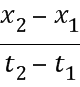 x₂ − x₁
t₂ − t₁